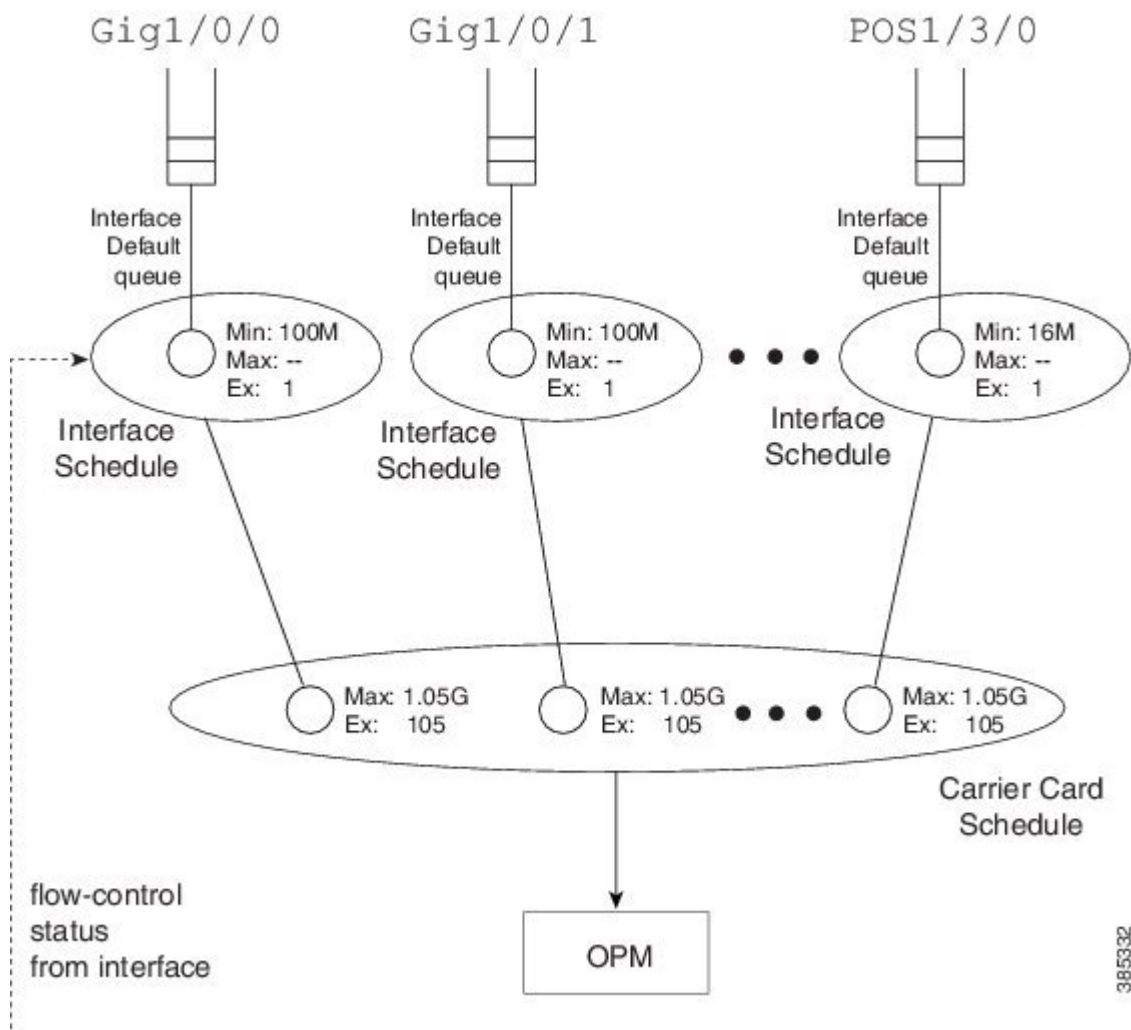 Gig1/0/0
Gig1/0/1
POS1/3/0
Interface
Default
queue
Interface
Default
queue
Interface
Default
queue
Min: 100M
Max: --
Ex: 1
Min: 100M
Max: --
Ex: 1
Min: 16M
Max: --
Ex: 1
Interface
Schedule
Interface
Schedule
Interface
Schedule
Max: 1.05G
Ex: 105
Max: 1.05G
Ex: 105
Max: 1.05G
Ex: 105
Carrier Card
Schedule
flow-control
status
from interface
OPM
385332